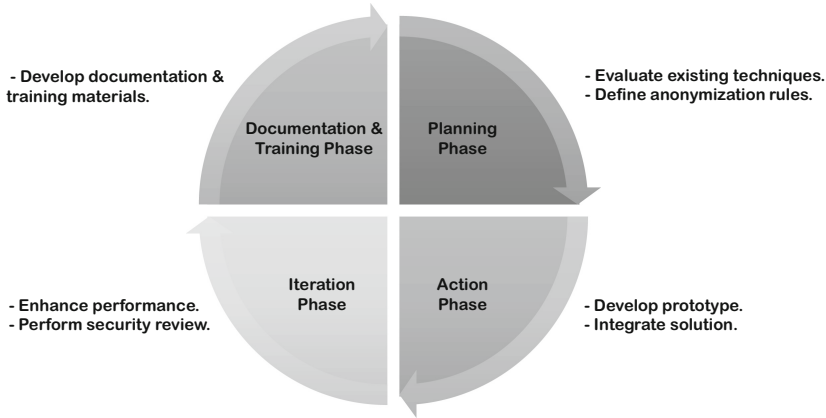 - Develop documentation &
training materials.
Documentation &
Training Phase
Planning
Phase
- Evaluate existing techniques.
- Define anonymization rules.
- Enhance performance.
- Perform security review.
Iteration
Phase
Action
Phase
- Develop prototype.
- Integrate solution.